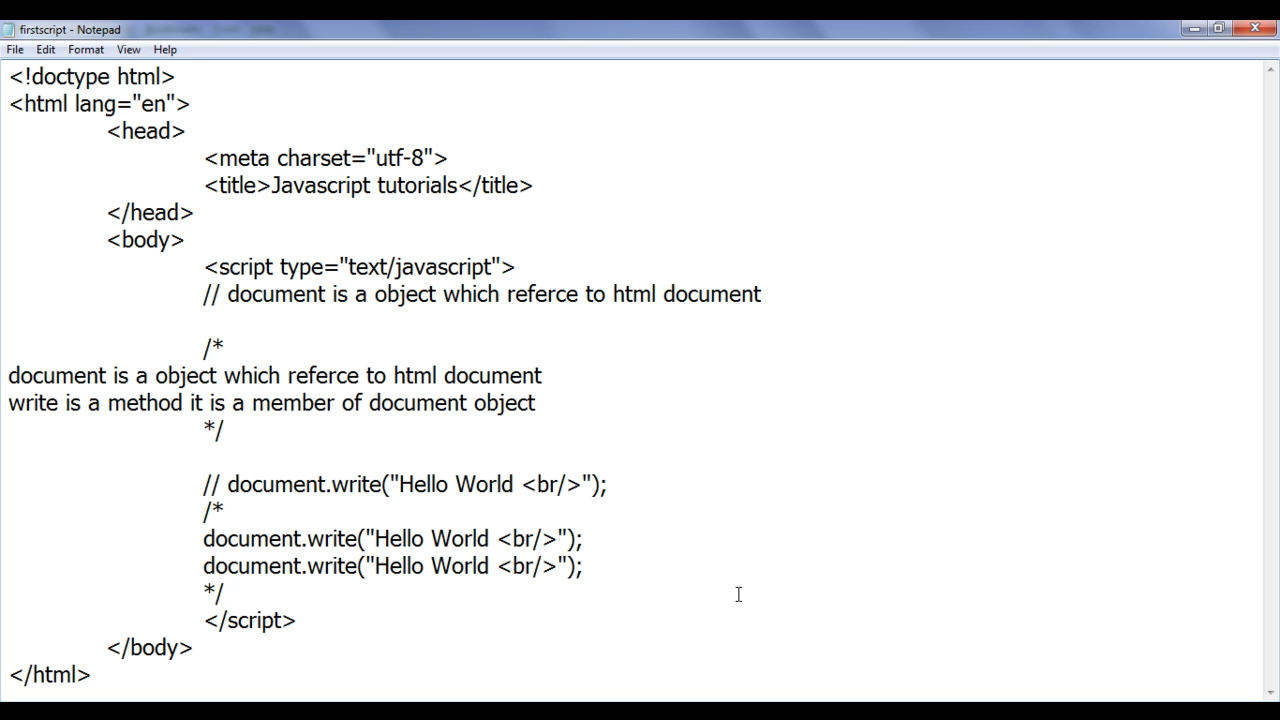 firstscript - Notepad
File Edit Format View Help
<!doctype html>
<html lang="en">
<head>
<meta charset="utf-8">
<title>Javascript tutorials</title>
</head>
<body>
<script type="text/javascript">
// document is a object which referce to html document
/*
document is a object which referce to html document
write is a method it is a member of document object
*/
// document.write("Hello World <br/>");
/*
document.write("Hello World <br/>");
document.write("Hello World <br/>");
*/
</script>
</body>
</html>